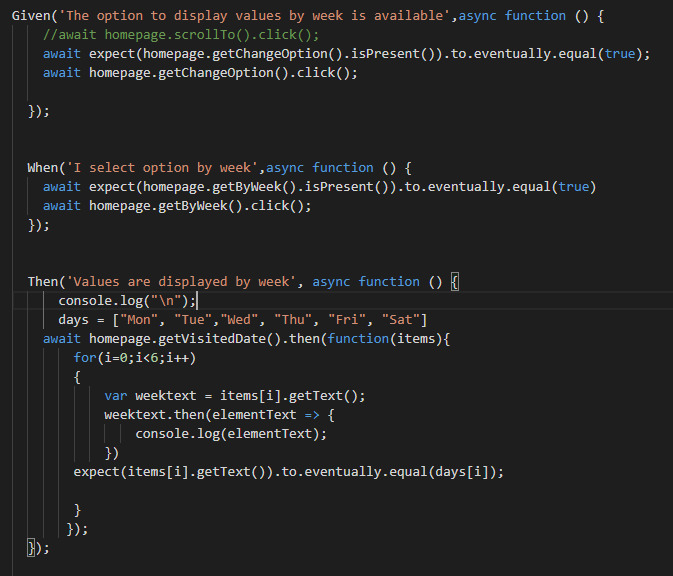 Given('The option to display values by week is available',async function () {
//await homepage.scrollTo().click();
await expect(homepage.getChangeOption().isPresent()).to.eventually.equal(true);
await homepage.getChangeOption().click();
});
When('I select option by week',async function () {
await expect(homepage.getByWeek().isPresent()).to.eventually.equal(true)
await homepage.getByWeek().click();
});
Then('Values are displayed by week', async function () {
console.log("\n");
days = ["Mon", "Tue","Wed", "Thu", "Fri", "Sat"]
await homepage.getVisitedDate().then(function(items){
for(i=0;i<6;i++)
{
var weektext = items[i].getText();
weektext.then(elementText => {
console.log(elementText);
})
expect(items[i].getText()).to.eventually.equal(days[i]);
}
});
});